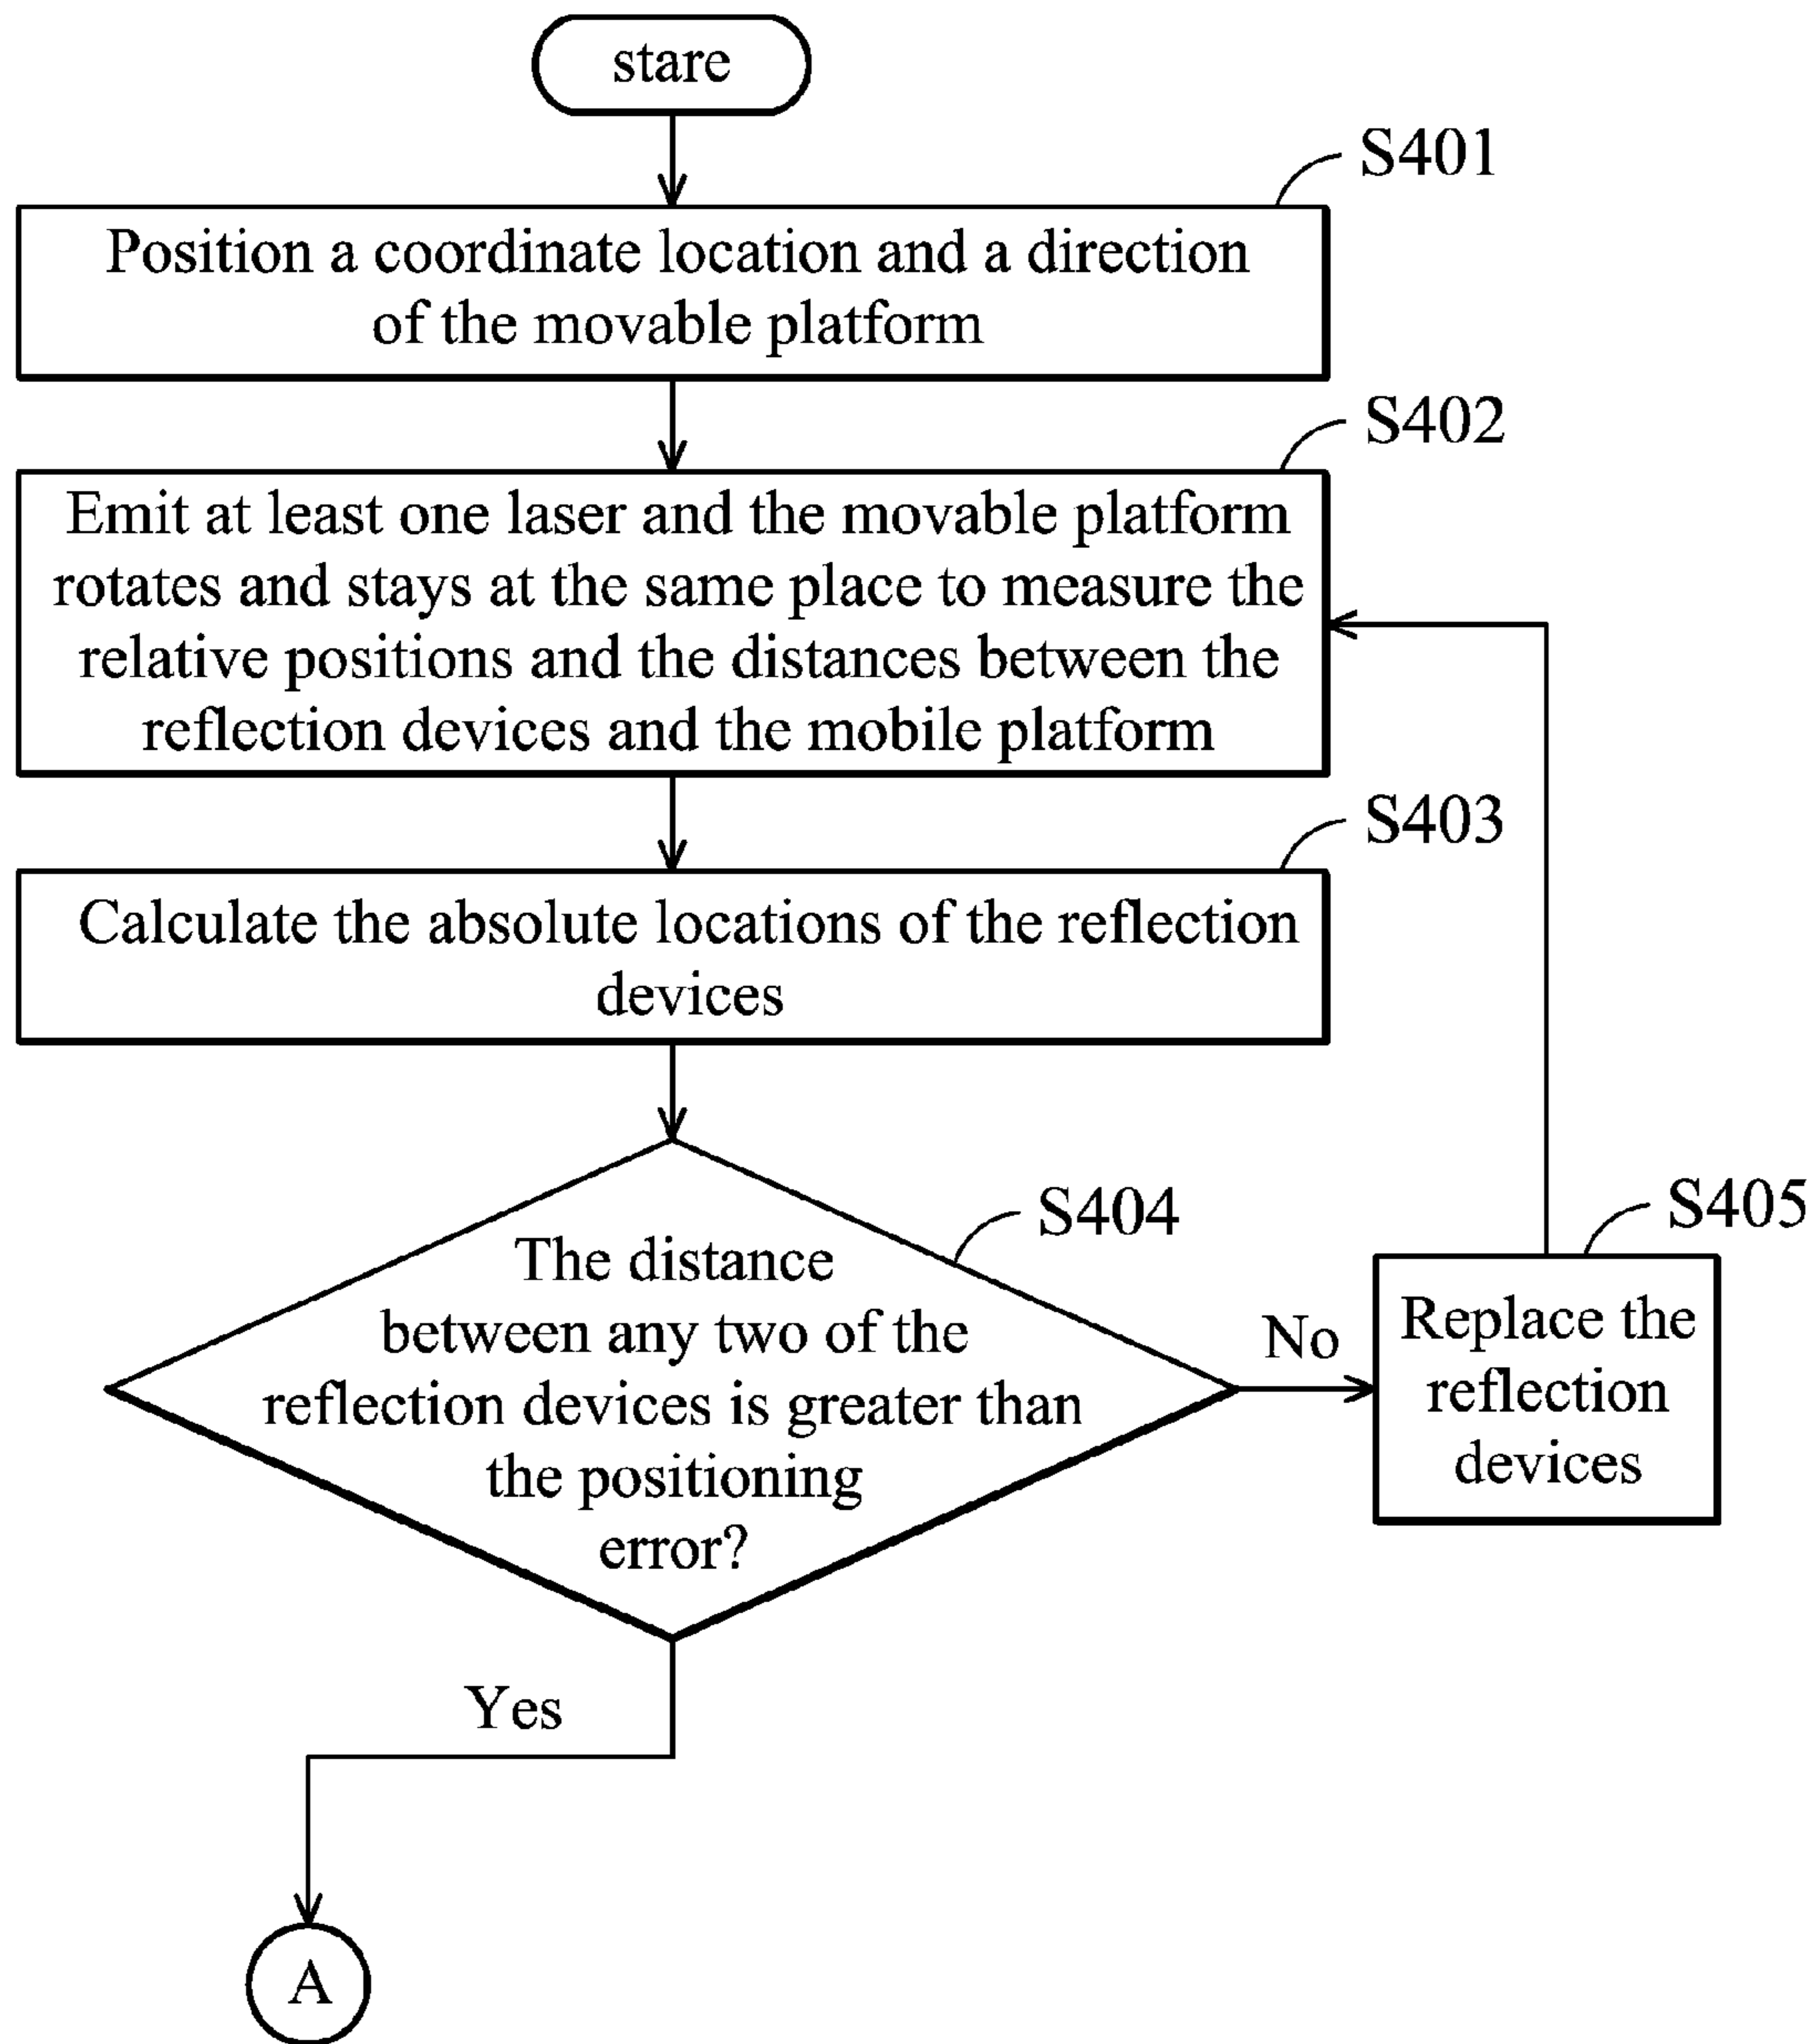 stare
S401
Position a coordinate location and a direction
of the movable platform
S402
Emit at least one laser and the movable platform
rotates and stays at the same place to measure the
relative positions and the distances between the
reflection devices and the mobile platform
S403
Calculate the absolute locations of the reflection
devices
S404
The distance
between any two of the
reflection devices is greater than
the positioning
error?
No
S405
Replace the
reflection
devices
Yes
A